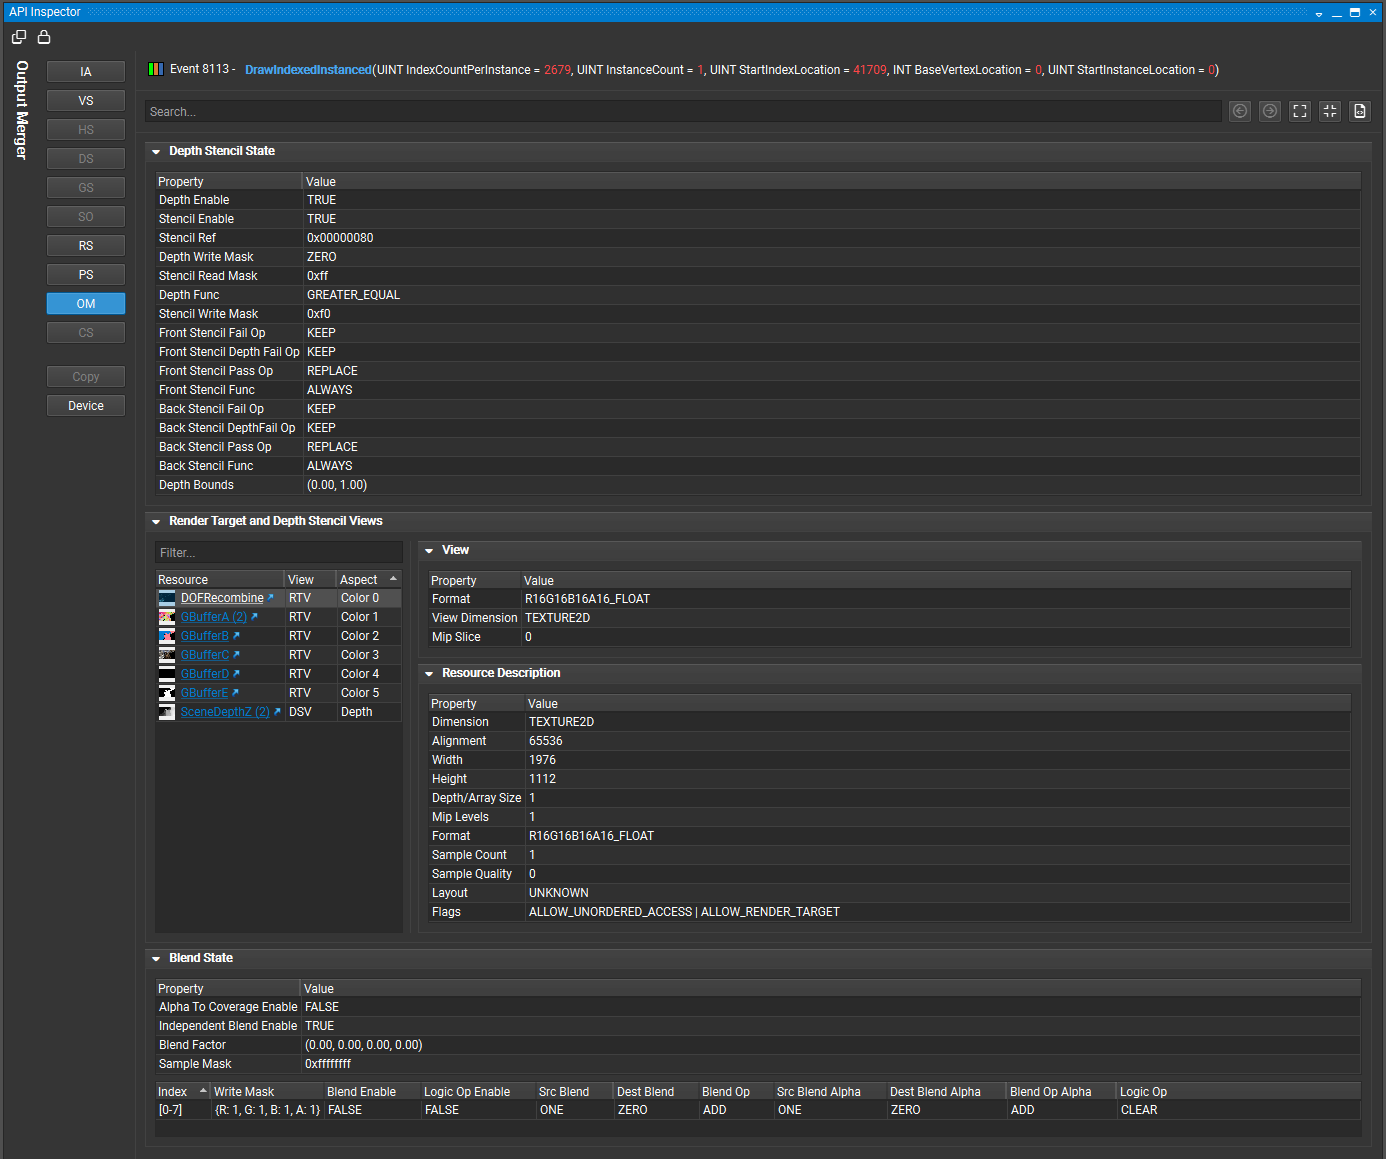 API Inspector
Output Merger
IA
VS
HS
DS
GS
SO
RS
PS
OM
CS
Copy
Device
Event 8113 - DrawIndexedInstanced(UINT IndexCountPerInstance = 2679, UINT InstanceCount = 1, UINT StartIndexLocation = 41709, INT BaseVertexLocation = 0, UINT StartInstanceLocation = 0)
Search...
Depth Stencil State
Property Value
Depth Enable TRUE
Stencil Enable TRUE
Stencil Ref 0x00000080
Depth Write Mask ZERO
Stencil Read Mask 0xff
Depth Func GREATER_EQUAL
Stencil Write Mask 0xf0
Front Stencil Fail Op KEEP
Front Stencil Depth Fail Op KEEP
Front Stencil Pass Op REPLACE
Front Stencil Func ALWAYS
Back Stencil Fail Op KEEP
Back Stencil DepthFail Op KEEP
Back Stencil Pass Op REPLACE
Back Stencil Func ALWAYS
Depth Bounds (0.00, 1.00)
Render Target and Depth Stencil Views
Filter...
Resource View Aspect
DOFRecombine RTV Color 0
GBufferA (2) RTV Color 1
GBufferB RTV Color 2
GBufferC RTV Color 3
GBufferD RTV Color 4
GBufferE RTV Color 5
SceneDepthZ (2) DSV Depth
View
Property Value
Format R16G16B16A16_FLOAT
View Dimension TEXTURE2D
Mip Slice 0
Resource Description
Property Value
Dimension TEXTURE2D
Alignment 65536
Width 1976
Height 1112
Depth/Array Size 1
Mip Levels 1
Format R16G16B16A16_FLOAT
Sample Count 1
Sample Quality 0
Layout UNKNOWN
Flags ALLOW_UNORDERED_ACCESS | ALLOW_RENDER_TARGET
Blend State
Property Value
Alpha To Coverage Enable FALSE
Independent Blend Enable TRUE
Blend Factor (0.00, 0.00, 0.00, 0.00)
Sample Mask 0xffffffff
Index Write Mask Blend Enable Logic Op Enable Src Blend Dest Blend Blend Op Src Blend Alpha Dest Blend Alpha Blend Op Alpha Logic Op
[0-7] {R: 1, G: 1, B: 1, A: 1} FALSE FALSE ONE ZERO ADD ONE ZERO ADD CLEAR